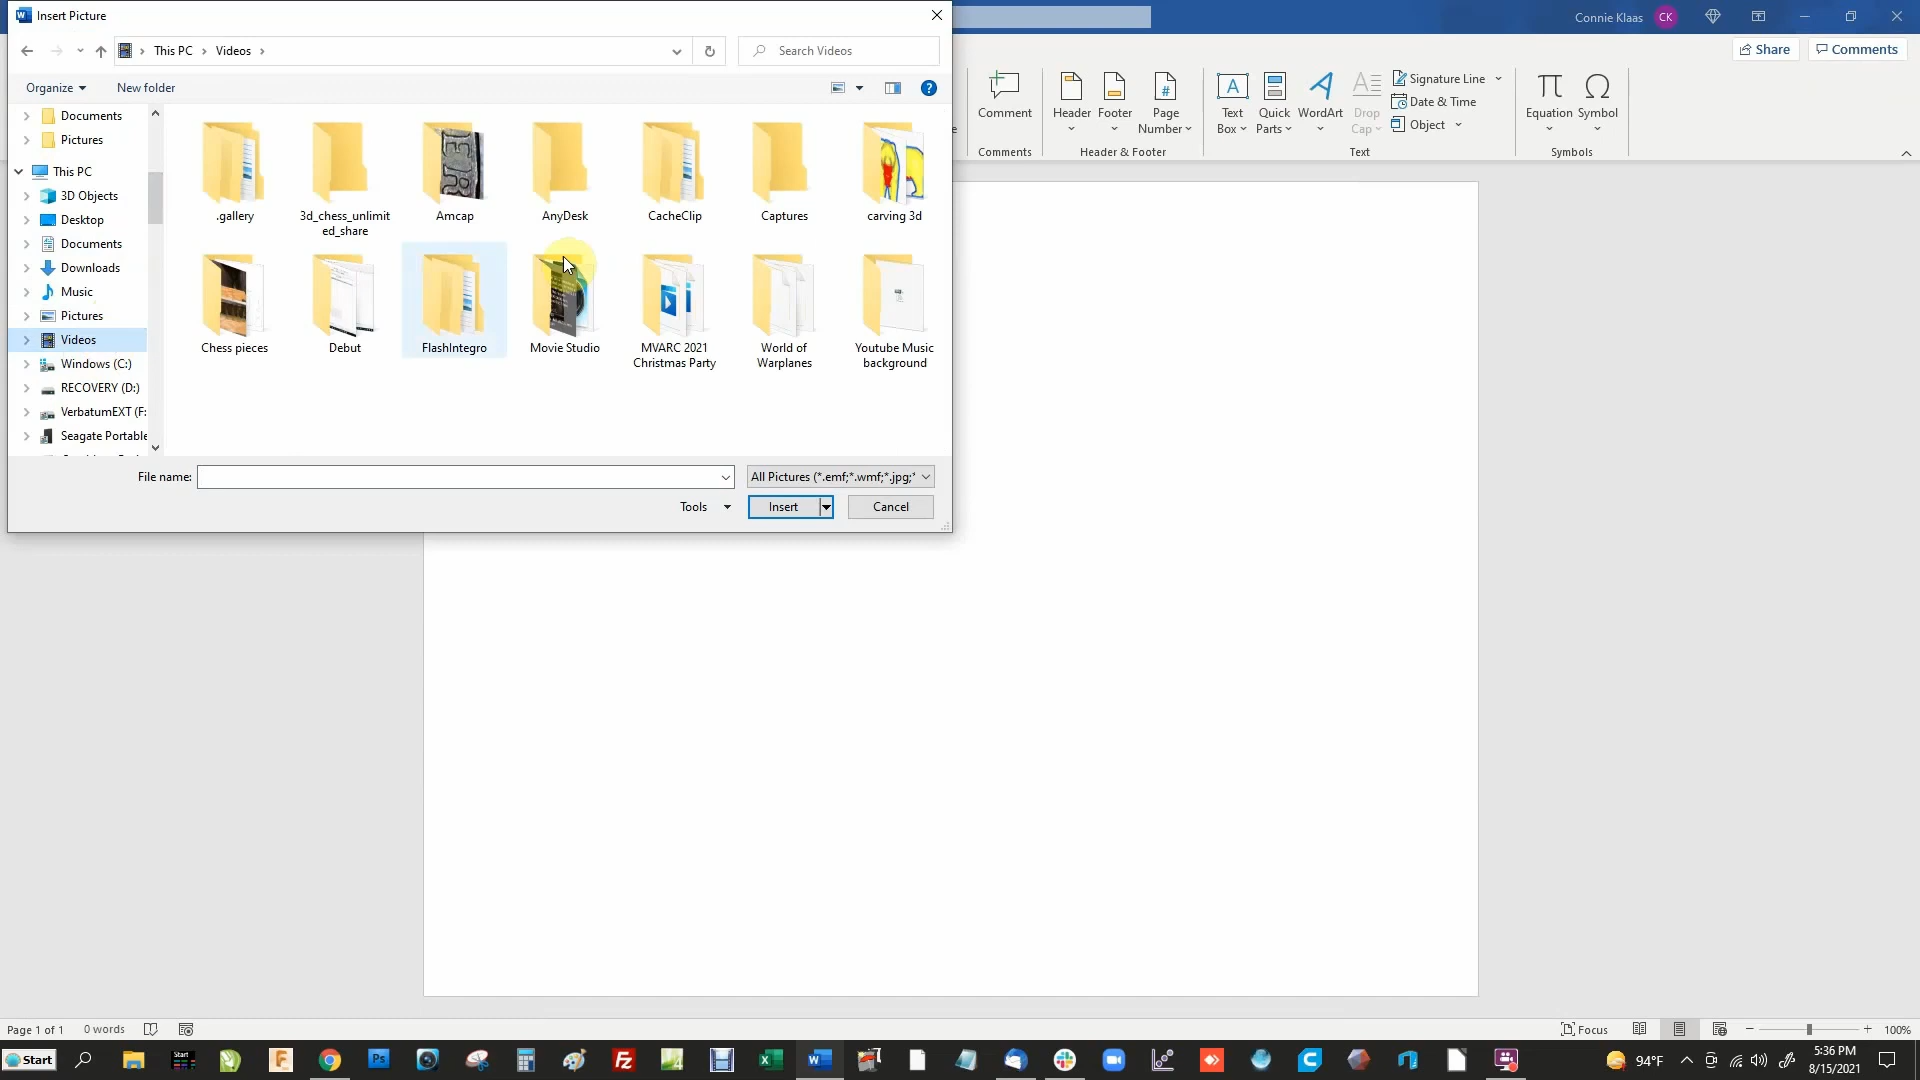 Insert Picture
Connie Klaas CK
This PC Videos
Search Videos
Share Comments
Organize New folder
Documents
Pictures
This PC
3D Objects
Desktop
Documents
Downloads
Music
Pictures
Videos
Windows (C:)
RECOVERY (D:)
VerbatumEXT (F:
Seagate Portable
.gallery
3d_chess_unlimit
ed_share
Amcap
AnyDesk
CacheClip
Captures
carving 3d
Chess pieces
Debut
FlashIntegro
Movie Studio
MVARC 2021
Christmas Party
World of
Warplanes
Youtube Music
background
File name:
All Pictures (*.emf;*.wmf;*.jpg;*
Tools Insert Cancel
Comment
Comments
Header
Footer
Page
Number
Header & Footer
Text
Box
Quick
Parts
WordArt
Drop
Cap
Signature Line
Date & Time
Object
Text
Equation
Symbol
Symbols
Page 1 of 1 0 words
Focus
100%
Start
94°F
5:36 PM
8/15/2021